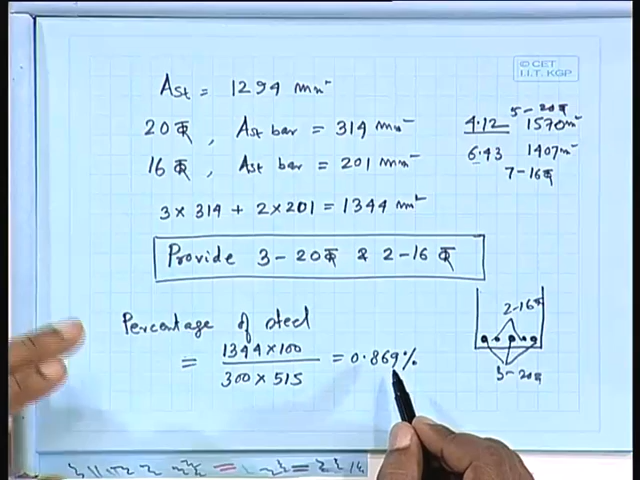 © CET
I.I.T. KGP
Ast = 1294 mm²
20 Φ, Ast bar = 314 mm²
16 Φ, Ast bar = 201 mm²
3 × 314 + 2 × 201 = 1344 mm²
Provide 3 - 20 Φ & 2 - 16 Φ
5 - 20 Φ
4.12 1570 mm²
6.43 1407 mm²
7 - 16 Φ
Percentage of steel
= 1344 × 100
300 × 515
= 0.869 %
2 - 16 Φ
3 - 20 Φ